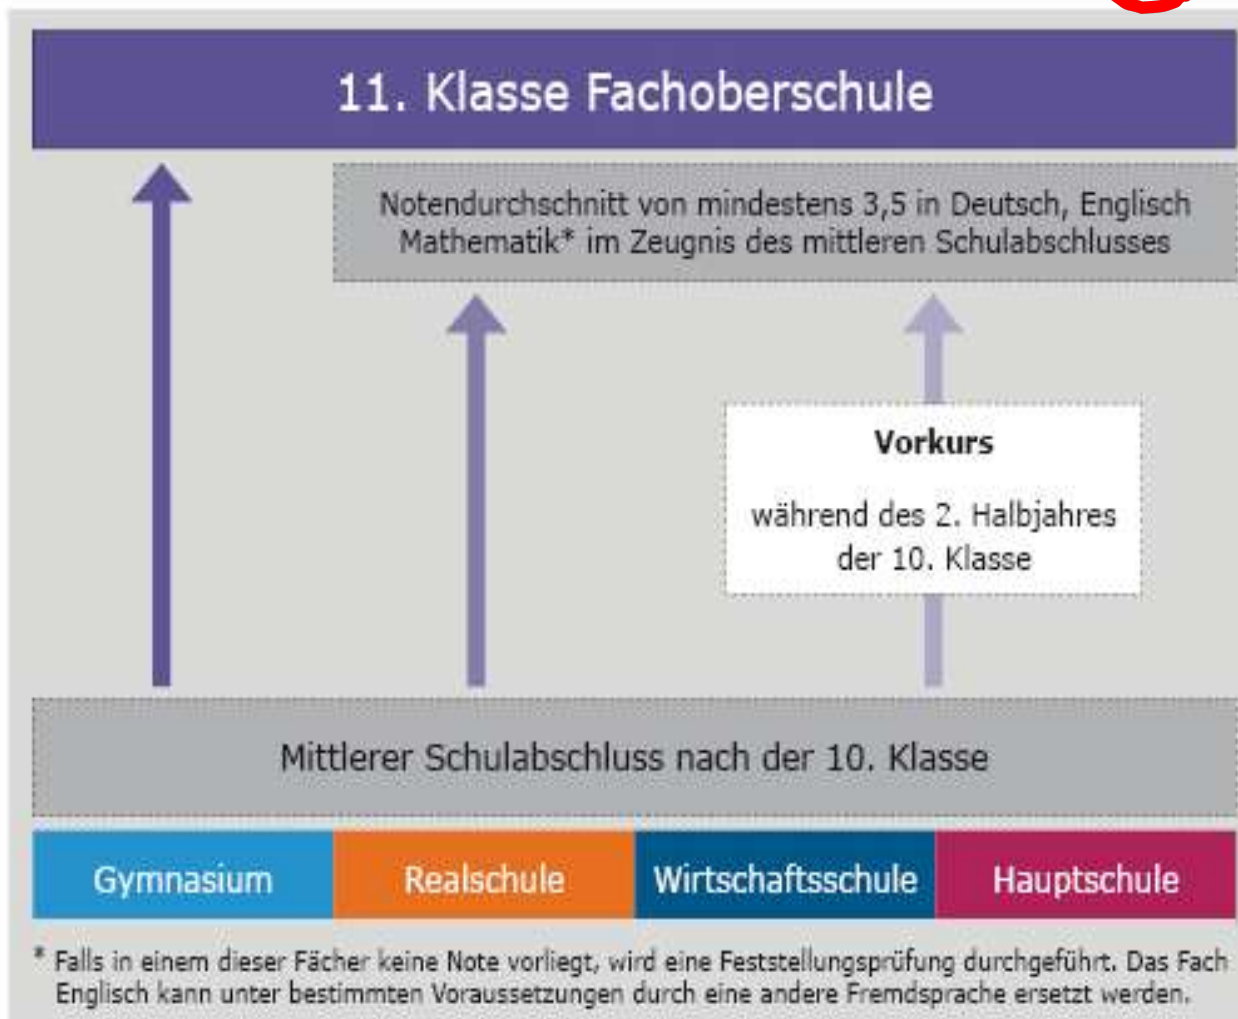 11. Klasse Fachoberschule
Notendurchschnitt von mindestens 3,5 in Deutsch, Englisch
Mathematik* im Zeugnis des mittleren Schulabschlusses
Vorkurs
während des 2. Halbjahres
der 10. Klasse
Mittlerer Schulabschluss nach der 10. Klasse
Gymnasium
Realschule
Wirtschaftsschule
Hauptschule
* Falls in einem dieser Fächer keine Note vorliegt, wird eine Feststellungsprüfung durchgeführt. Das Fach
Englisch kann unter bestimmten Voraussetzungen durch eine andere Fremdsprache ersetzt werden.